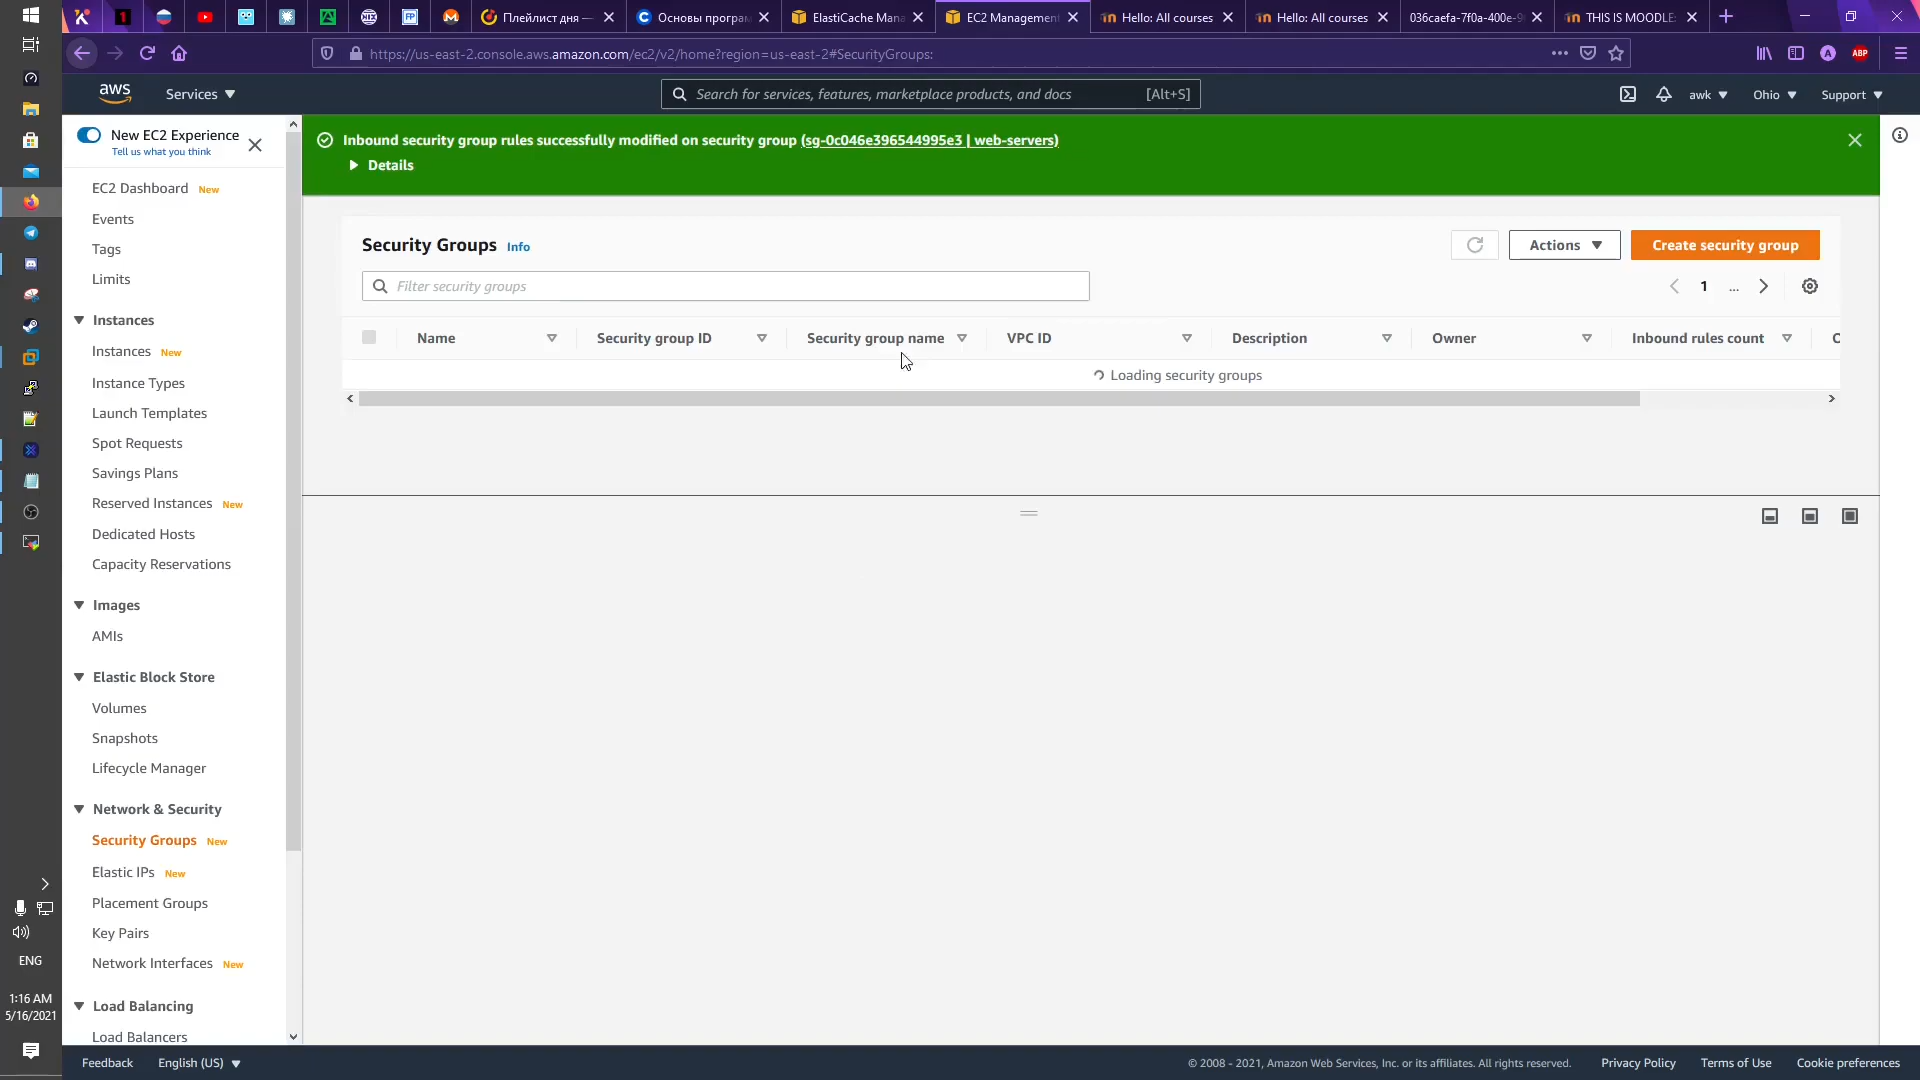 Плейлист дня —
Основы програм
ElastiCache Mana
EC2 Management
Hello: All courses
Hello: All courses
036caefa-7f0a-400e-9
THIS IS MOODLE:
https://us-east-2.console.aws.amazon.com/ec2/v2/home?region=us-east-2#SecurityGroups:
A
ABP
aws
Services
Search for services, features, marketplace products, and docs
[Alt+S]
awk
Ohio
Support
New EC2 Experience
Tell us what you think
EC2 Dashboard New
Events
Tags
Limits
Instances
Instances New
Instance Types
Launch Templates
Spot Requests
Savings Plans
Reserved Instances New
Dedicated Hosts
Capacity Reservations
Images
AMIs
Elastic Block Store
Volumes
Snapshots
Lifecycle Manager
Network & Security
Security Groups New
Elastic IPs New
Placement Groups
Key Pairs
Network Interfaces New
Load Balancing
Load Balancers
Inbound security group rules successfully modified on security group (sg-0c046e396544995e3 | web-servers)
Details
Security Groups Info
Actions
Create security group
Filter security groups
1 ...
Name
Security group ID
Security group name
VPC ID
Description
Owner
Inbound rules count
Loading security groups
ENG
1:16 AM
5/16/2021
Feedback
English (US)
© 2008 - 2021, Amazon Web Services, Inc. or its affiliates. All rights reserved.
Privacy Policy
Terms of Use
Cookie preferences